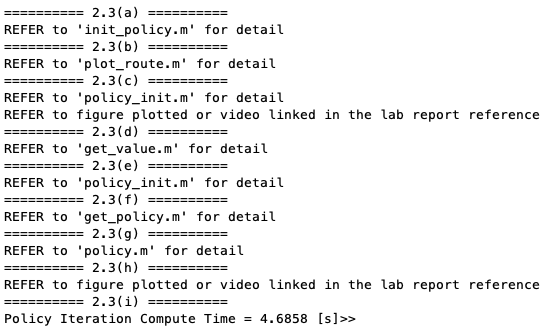 ========== 2.3(a) ==========
REFER to 'init_policy.m' for detail
========== 2.3(b) ==========
REFER to 'plot_route.m' for detail
========== 2.3(c) ==========
REFER to 'policy_init.m' for detail
REFER to figure plotted or video linked in the lab report reference
========== 2.3(d) ==========
REFER to 'get_value.m' for detail
========== 2.3(e) ==========
REFER to 'policy_init.m' for detail
========== 2.3(f) ==========
REFER to 'get_policy.m' for detail
========== 2.3(g) ==========
REFER to 'policy.m' for detail
========== 2.3(h) ==========
REFER to figure plotted or video linked in the lab report reference
========== 2.3(i) ==========
Policy Iteration Compute Time = 4.6858 [s]>>